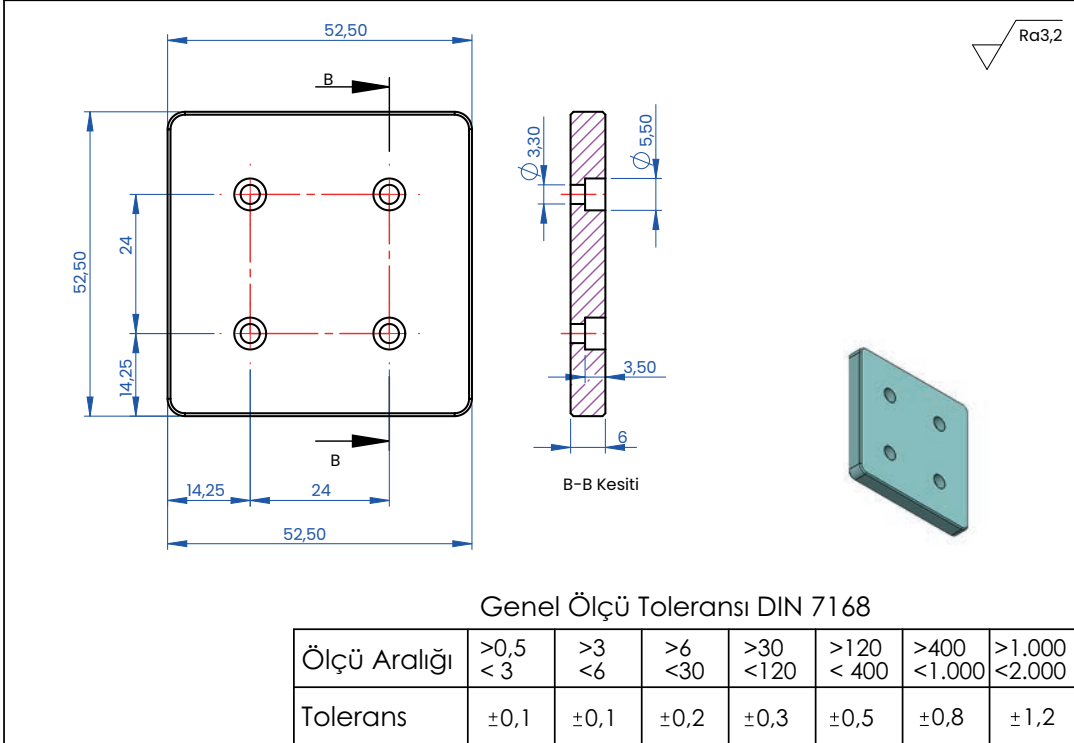 52,50
Ra3,2
B
Ø 3,30
Ø 5,50
24
52,50
14,25
3,50
B
6
14,25
24
B-B Kesiti
52,50
Genel Ölçü Toleransı DIN 7168
Ölçü Aralığı >0,5 < 3 >3 <6 >6 <30 >30 <120 >120 < 400 >400 <1.000 >1.000 <2.000
Tolerans ±0,1 ±0,1 ±0,2 ±0,3 ±0,5 ±0,8 ±1,2